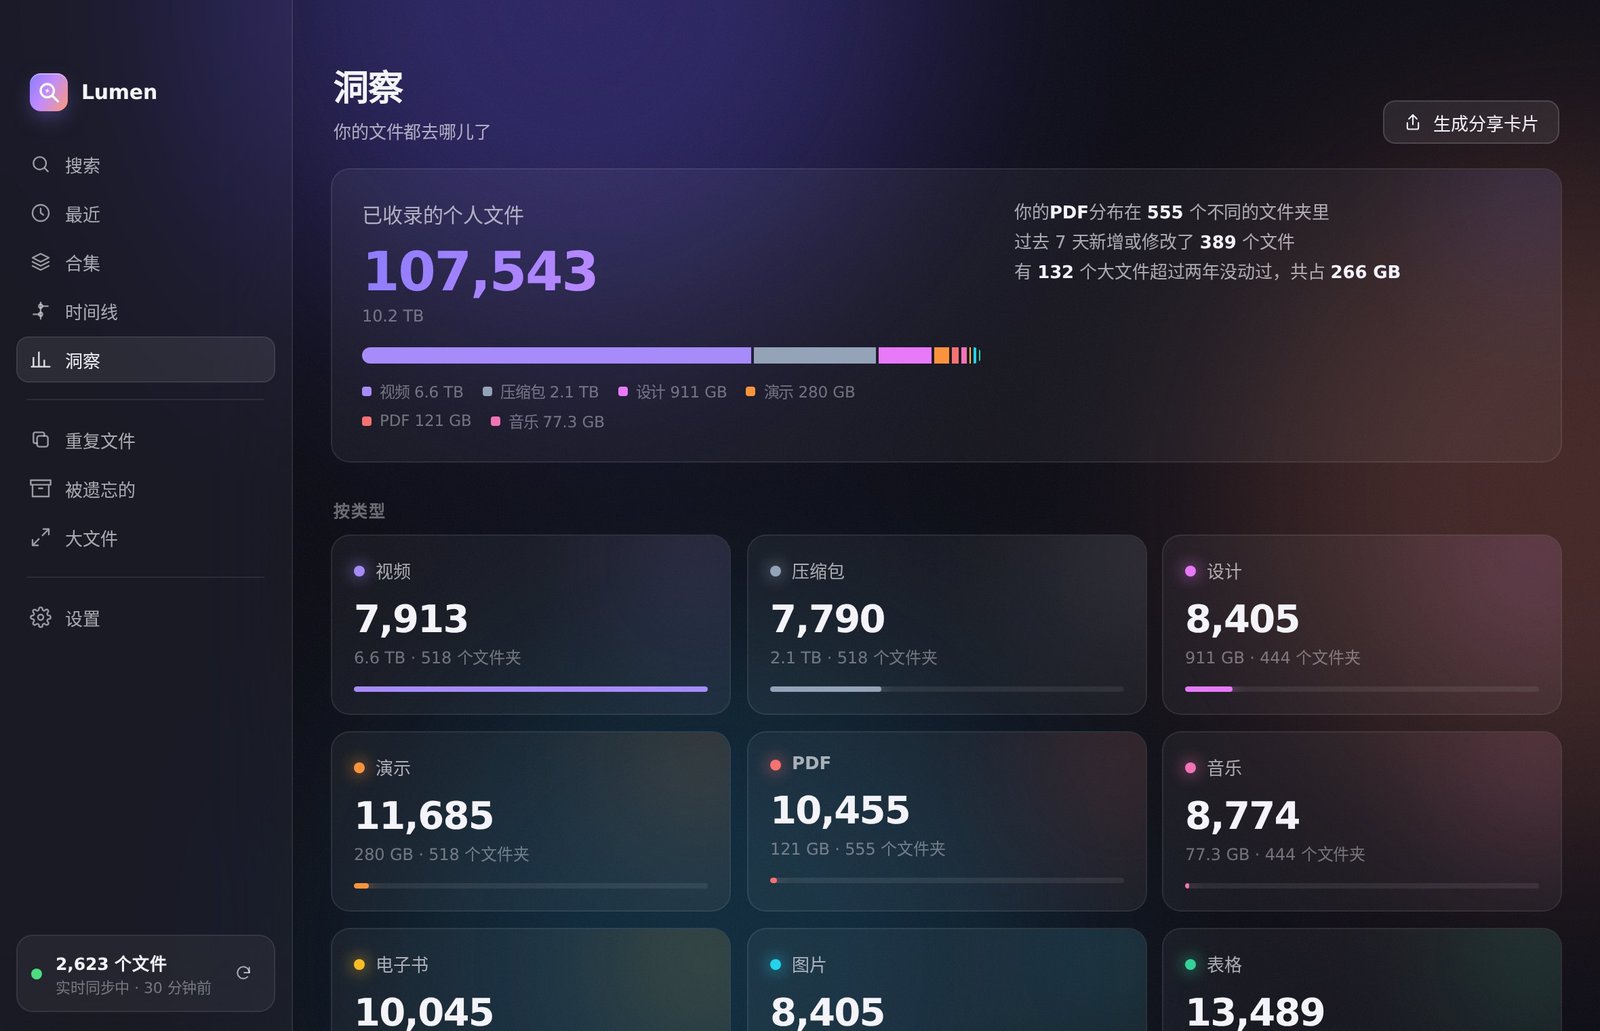 Lumen
搜索
最近
合集
时间线
洞察
重复文件
被遗忘的
大文件
设置
2,623 个文件
实时同步中 · 30 分钟前
洞察
你的文件都去哪儿了
生成分享卡片
已收录的个人文件
107,543
10.2 TB
视频 6.6 TB 压缩包 2.1 TB 设计 911 GB 演示 280 GB
PDF 121 GB 音乐 77.3 GB
你的PDF分布在 555 个不同的文件夹里
过去 7 天新增或修改了 389 个文件
有 132 个大文件超过两年没动过，共占 266 GB
按类型
视频
7,913
6.6 TB · 518 个文件夹
压缩包
7,790
2.1 TB · 518 个文件夹
设计
8,405
911 GB · 444 个文件夹
演示
11,685
280 GB · 518 个文件夹
PDF
10,455
121 GB · 555 个文件夹
音乐
8,774
77.3 GB · 444 个文件夹
电子书
10,045
图片
8,405
表格
13,489